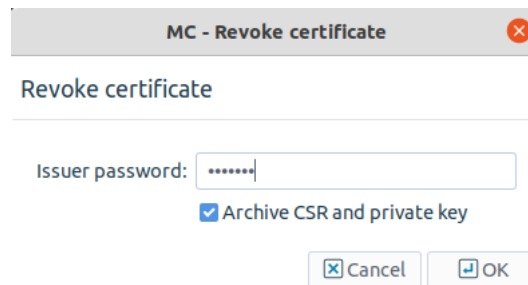 MC - Revoke certificate
Revoke certificate
Issuer password: •••••••
Archive CSR and private key
Cancel OK